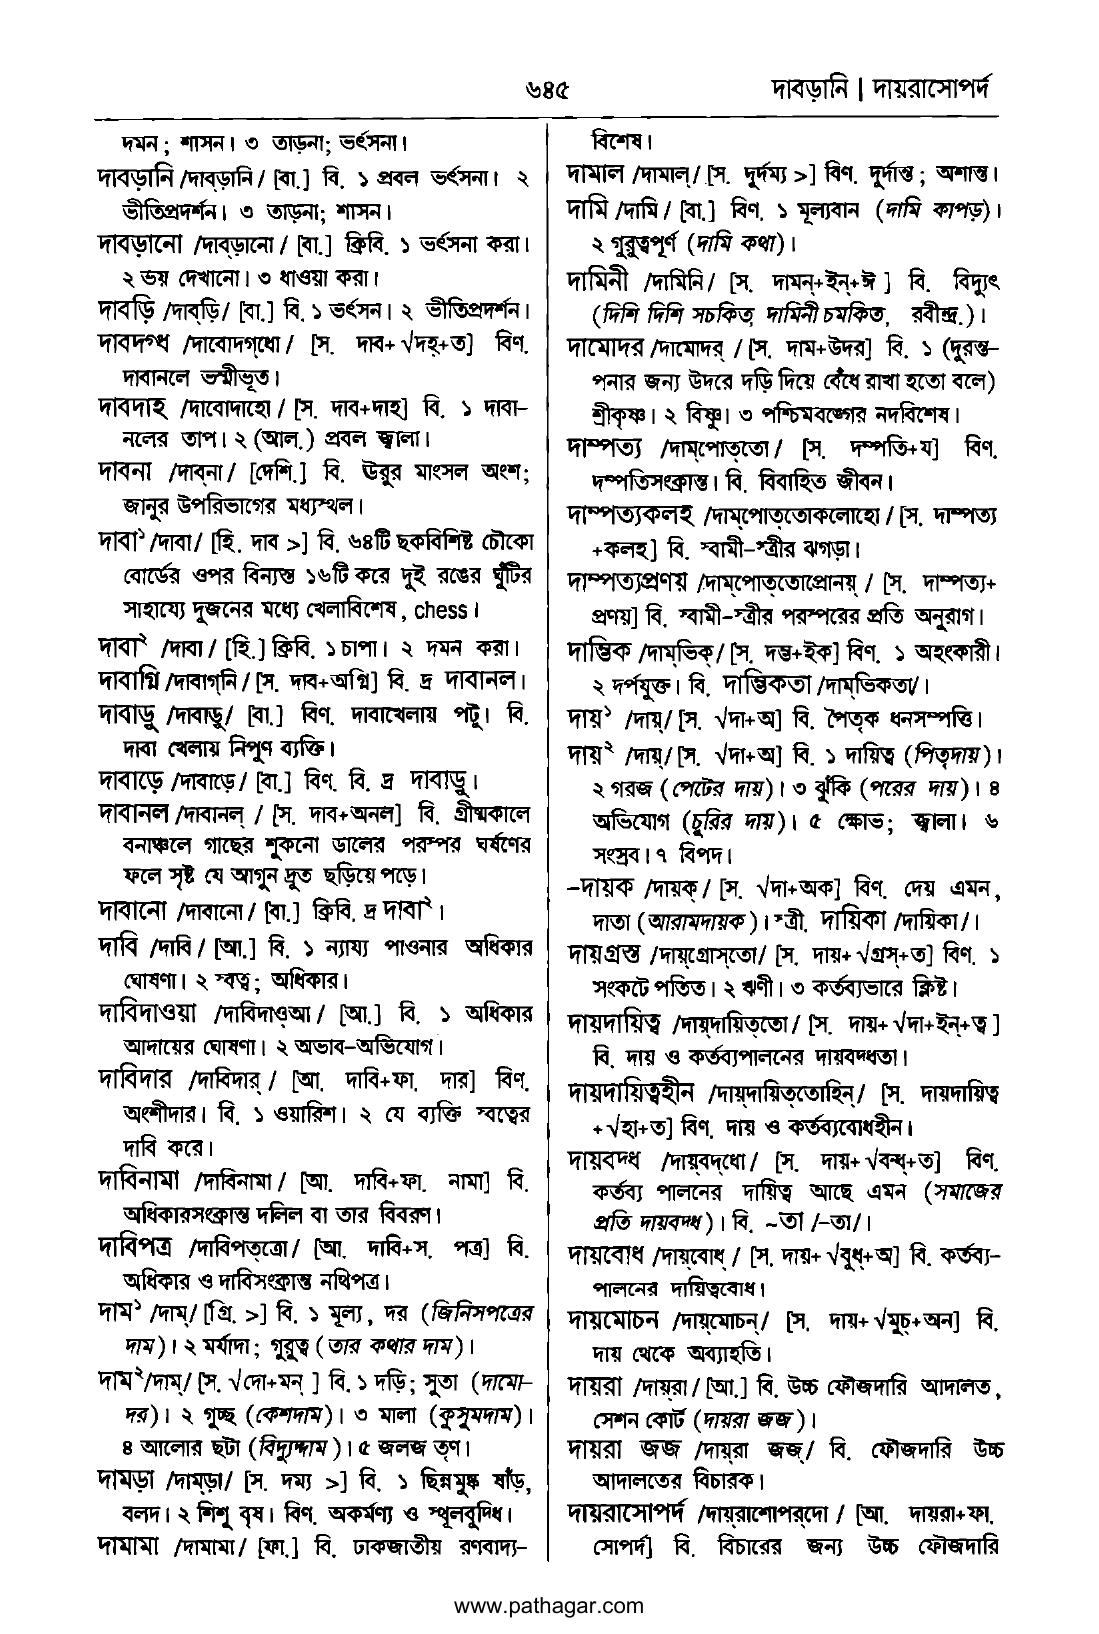 ৬৪৫
দাবড়ানি | দায়রাসোপর্দ
দমন; শাসন। ৩ তাড়না; ভর্ৎসনা।
দাবড়ানি /দাব্‌ড়ানি/ [বা.] বি. ১ প্রবল ভর্ৎসনা। ২
ভীতিপ্রদর্শন। ৩ তাড়না; শাসন।
দাবড়ানো /দাব্‌ড়ানো/ [বা.] ক্রিবি. ১ ভর্ৎসনা করা।
২ ভয় দেখানো। ৩ ধাওয়া করা।
দাবড়ি /দাব্‌ড়ি/ [বা.] বি. ১ ভর্ৎসনা। ২ ভীতিপ্রদর্শন।
দাবদগ্ধ /দাবোদগ্‌ধো/ [স. দাব+√দহ্‌+ত] বিণ.
দাবানলে ভস্মীভূত।
দাবদাহ /দাবোদাহো/ [স. দাব+দাহ] বি. ১ দাবা-
নলের তাপ। ২ (আল.) প্রবল জ্বালা।
দাবনা /দাব্‌না/ [দেশি.] বি. ঊরুর মাংসল অংশ;
জানুর উপরিভাগের মধ্যস্থল।
দাবা১ /দাবা/ [হি. দাব >] বি. ৬৪টি ছকবিশিষ্ট চৌকো
বোর্ডের ওপর বিন্যস্ত ১৬টি করে দুই রঙের ঘুঁটির
সাহায্যে দুজনের মধ্যে খেলাবিশেষ, chess।
দাবা২ /দাবা/ [হি.] ক্রিবি. ১ চাপা। ২ দমন করা।
দাবাগ্নি /দাবাগ্‌নি/ [স. দাব+অগ্নি] বি. দ্র দাবানল।
দাবাড়ু /দাবাড়ু/ [বা.] বিণ. দাবাখেলায় পটু। বি.
দাবা খেলায় নিপুণ ব্যক্তি।
দাবাড়ে /দাবাড়ে/ [বা.] বিণ. বি. দ্র দাবাড়ু।
দাবানল /দাবানল্‌/ [স. দাব+অনল] বি. গ্রীষ্মকালে
বনাঞ্চলে গাছের শুকনো ডালের পরস্পর ঘর্ষণের
ফলে সৃষ্ট যে আগুন দ্রুত ছড়িয়ে পড়ে।
দাবানো /দাবানো/ [বা.] ক্রিবি. দ্র দাবা২।
দাবি /দাবি/ [আ.] বি. ১ ন্যায্য পাওনার অধিকার
ঘোষণা। ২ স্বত্ব; অধিকার।
দাবিদাওয়া /দাবিদাও্‌আ/ [আ.] বি. ১ অধিকার
আদায়ের ঘোষণা। ২ অভাব-অভিযোগ।
দাবিদার /দাবিদার্‌/ [আ. দাবি+ফা. দার] বিণ.
অংশীদার। বি. ১ ওয়ারিশ। ২ যে ব্যক্তি স্বত্বের
দাবি করে।
দাবিনামা /দাবিনামা/ [আ. দাবি+ফা. নামা] বি.
অধিকারসংক্রান্ত দলিল বা তার বিবরণ।
দাবিপত্র /দাবিপত্‌ত্রো/ [আ. দাবি+স. পত্র] বি.
অধিকার ও দাবিসংক্রান্ত নথিপত্র।
দাম১ /দাম্‌/ [গ্রি. >] বি. ১ মূল্য, দর (জিনিসপত্রের
দাম)। ২ মর্যাদা; গুরুত্ব (তার কথার দাম)।
দাম২ /দাম্‌/ [স. √দো+মন্‌ ] বি. ১ দড়ি; সুতা (দামো-
দর)। ২ গুচ্ছ (কেশদাম)। ৩ মালা (কুসুমদাম)।
৪ আলোর ছটা (বিদ্যুদ্দাম)। ৫ জলজ তৃণ।
দামড়া /দাম্‌ড়া/ [স. দম্য >] বি. ১ ছিন্নমুষ্ক ষাঁড়,
বলদ। ২ শিশু বৃষ। বিণ. অকর্মণ্য ও স্থূলবুদ্ধি।
দামামা /দামামা/ [ফা.] বি. ঢাকজাতীয় রণবাদ্য-
বিশেষ।
দামাল /দামাল্‌/ [স. দুর্দম্য >] বিণ. দুর্দান্ত; অশান্ত।
দামি /দামি/ [বা.] বিণ. ১ মূল্যবান (দামি কাপড়)।
২ গুরুত্বপূর্ণ (দামি কথা)।
দামিনী /দামিনি/ [স. দামন্‌+ইন্‌+ঈ ] বি. বিদ্যুৎ
(দিশি দিশি সচকিত, দামিনী চমকিত, রবীন্দ্র.)।
দামোদর /দামোদর্‌/ [স. দাম+উদর] বি. ১ (দুরন্ত-
পনার জন্য উদরে দড়ি দিয়ে বেঁধে রাখা হতো বলে)
শ্রীকৃষ্ণ। ২ বিষ্ণু। ৩ পশ্চিমবঙ্গের নদবিশেষ।
দাম্পত্য /দাম্‌পোত্‌তো/ [স. দম্পতি+য] বিণ.
দম্পতিসংক্রান্ত। বি. বিবাহিত জীবন।
দাম্পত্যকলহ /দাম্‌পোত্‌তোকলোহো/ [স. দাম্পত্য
+কলহ] বি. স্বামী-স্ত্রীর ঝগড়া।
দাম্পত্যপ্রণয় /দাম্‌পোত্‌তোপ্রোনয়্‌/ [স. দাম্পত্য+
প্রণয়] বি. স্বামী-স্ত্রীর পরস্পরের প্রতি অনুরাগ।
দাম্ভিক /দাম্‌ভিক্‌/ [স. দম্ভ+ইক] বিণ. ১ অহংকারী।
২ দর্পযুক্ত। বি. দাম্ভিকতা /দাম্‌ভিকতা/।
দায়১ /দায়্‌/ [স. √দা+অ] বি. পৈতৃক ধনসম্পত্তি।
দায়২ /দায়্‌/ [স. √দা+অ] বি. ১ দায়িত্ব (পিতৃদায়)।
২ গরজ (পেটের দায়)। ৩ ঝুঁকি (পরের দায়)। ৪
অভিযোগ (চুরির দায়)। ৫ ক্ষোভ; জ্বালা। ৬
সংস্রব। ৭ বিপদ।
-দায়ক /দায়ক্‌/ [স. √দা+অক] বিণ. দেয় এমন,
দাতা (আরামদায়ক)। স্ত্রী. দায়িকা /দায়িকা/।
দায়গ্রস্ত /দায়্‌গ্রোস্‌তো/ [স. দায়+√গ্রস্‌+ত] বিণ. ১
সংকটে পতিত। ২ ঋণী। ৩ কর্তব্যভারে ক্লিষ্ট।
দায়দায়িত্ব /দায়্‌দায়িত্‌তো/ [স. দায়+√দা+ইন্‌+ত্ব ]
বি. দায় ও কর্তব্যপালনের দায়বদ্ধতা।
দায়দায়িত্বহীন /দায়্‌দায়িত্‌তোহিন্‌/ [স. দায়দায়িত্ব
+√হা+ত] বিণ. দায় ও কর্তব্যবোধহীন।
দায়বদ্ধ /দায়্‌বদ্‌ধো/ [স. দায়+√বন্ধ্‌+ত] বিণ.
কর্তব্য পালনের দায়িত্ব আছে এমন (সমাজের
প্রতি দায়বদ্ধ)। বি. ~তা /-তা/।
দায়বোধ /দায়্‌বোধ্‌/ [স. দায়+√বুধ্‌+অ] বি. কর্তব্য-
পালনের দায়িত্ববোধ।
দায়মোচন /দায়্‌মোচন্‌/ [স. দায়+√মুচ্‌+অন] বি.
দায় থেকে অব্যাহতি।
দায়রা /দায়্‌রা/ [আ.] বি. উচ্চ ফৌজদারি আদালত,
সেশন কোর্ট (দায়রা জজ)।
দায়রা জজ /দায়্‌রা জজ্‌/ বি. ফৌজদারি উচ্চ
আদালতের বিচারক।
দায়রাসোপর্দ /দায়্‌রাশোপর্‌দো/ [আ. দায়রা+ফা.
সোপর্দ] বি. বিচারের জন্য উচ্চ ফৌজদারি
www.pathagar.com